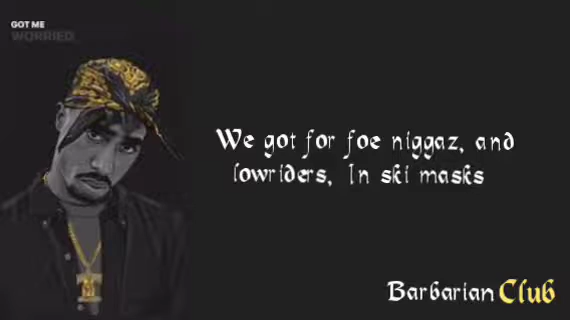 GOT ME
WORRIED
We got for foe niggaz, and
lowriders, In ski masks
Barbarian Club